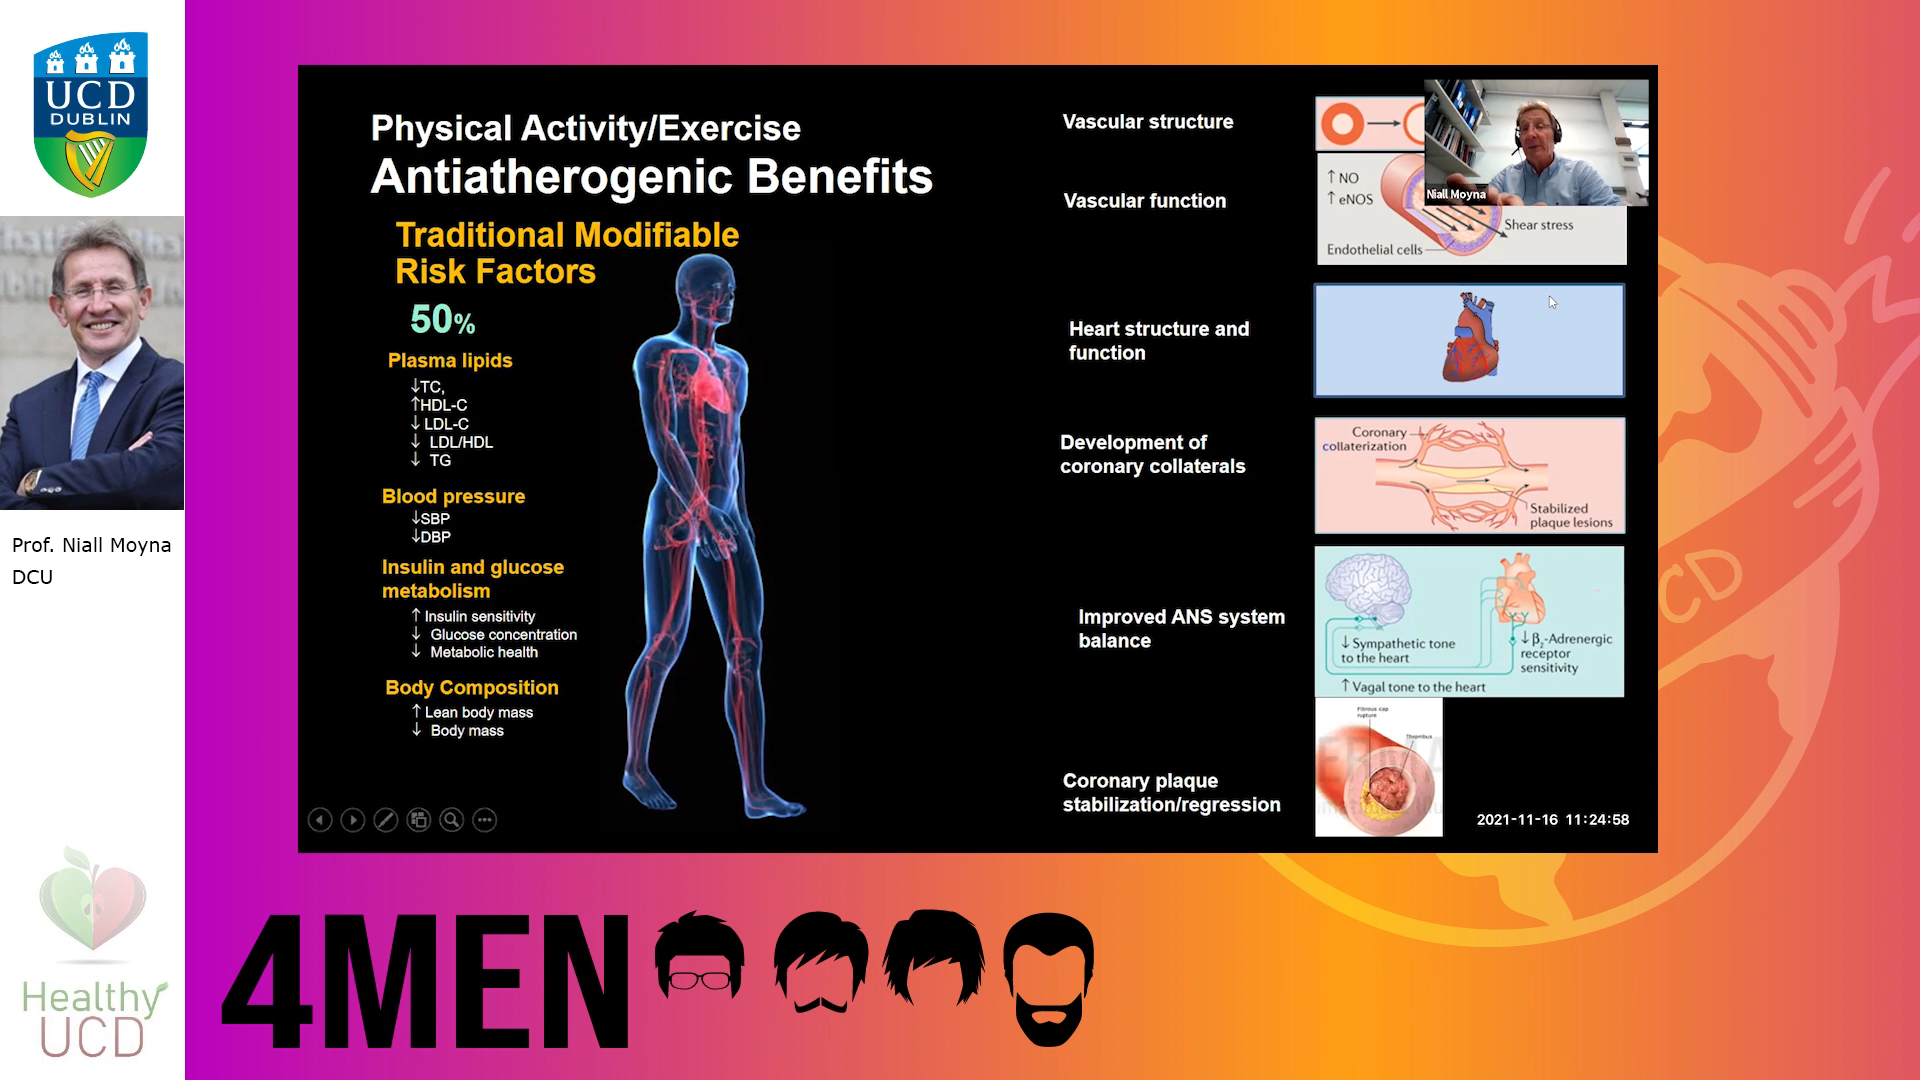 UCD
DUBLIN
Prof. Niall Moyna
DCU
Healthy
UCD
Physical Activity/Exercise
Antiatherogenic Benefits
Traditional Modifiable
Risk Factors
50%
Plasma lipids
↓TC,
↑HDL-C
↓ LDL-C
↓ LDL/HDL
↓ TG
Blood pressure
↓SBP
↓DBP
Insulin and glucose
metabolism
↑ Insulin sensitivity
↓ Glucose concentration
↓ Metabolic health
Body Composition
↑ Lean body mass
↓ Body mass
Vascular structure
Vascular function
↑ NO
↑ eNOS
Shear stress
Endothelial cells
Niall Moyna
Heart structure and
function
Development of
coronary collaterals
Coronary
collaterization
Stabilized
plaque lesions
Improved ANS system
balance
↓ Sympathetic tone
to the heart
↓ β₂-Adrenergic
receptor
sensitivity
↑ Vagal tone to the heart
Coronary plaque
stabilization/regression
Fibrous cap
rupture
Thrombus
2021-11-16 11:24:58
UCD
4MEN